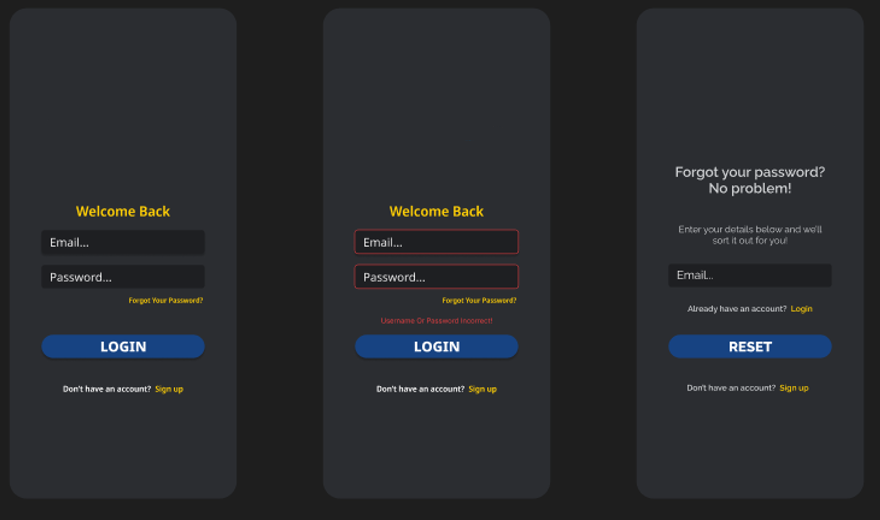 Welcome Back
Email...
Password...
Forgot Your Password?
LOGIN
Don't have an account? Sign up
Welcome Back
Email...
Password...
Forgot Your Password?
Username Or Password Incorrect!
LOGIN
Don't have an account? Sign up
Forgot your password?
No problem!
Enter your details below and we'll
sort it out for you!
Email...
Already have an account? Login
RESET
Don't have an account? Sign up